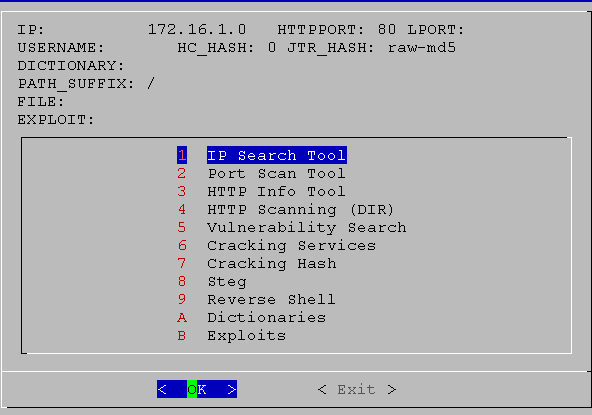 IP: 172.16.1.0 HTTPPORT: 80 LPORT:
USERNAME: HC_HASH: 0 JTR_HASH: raw-md5
DICTIONARY:
PATH_SUFFIX: /
FILE:
EXPLOIT:
1 IP Search Tool
2 Port Scan Tool
3 HTTP Info Tool
4 HTTP Scanning (DIR)
5 Vulnerability Search
6 Cracking Services
7 Cracking Hash
8 Steg
9 Reverse Shell
A Dictionaries
B Exploits
< OK > < Exit >